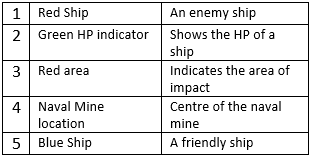 1 Red Ship An enemy ship
2 Green HP indicator Shows the HP of a
ship
3 Red area Indicates the area of
impact
4 Naval Mine Centre of the naval
location mine
5 Blue Ship A friendly ship